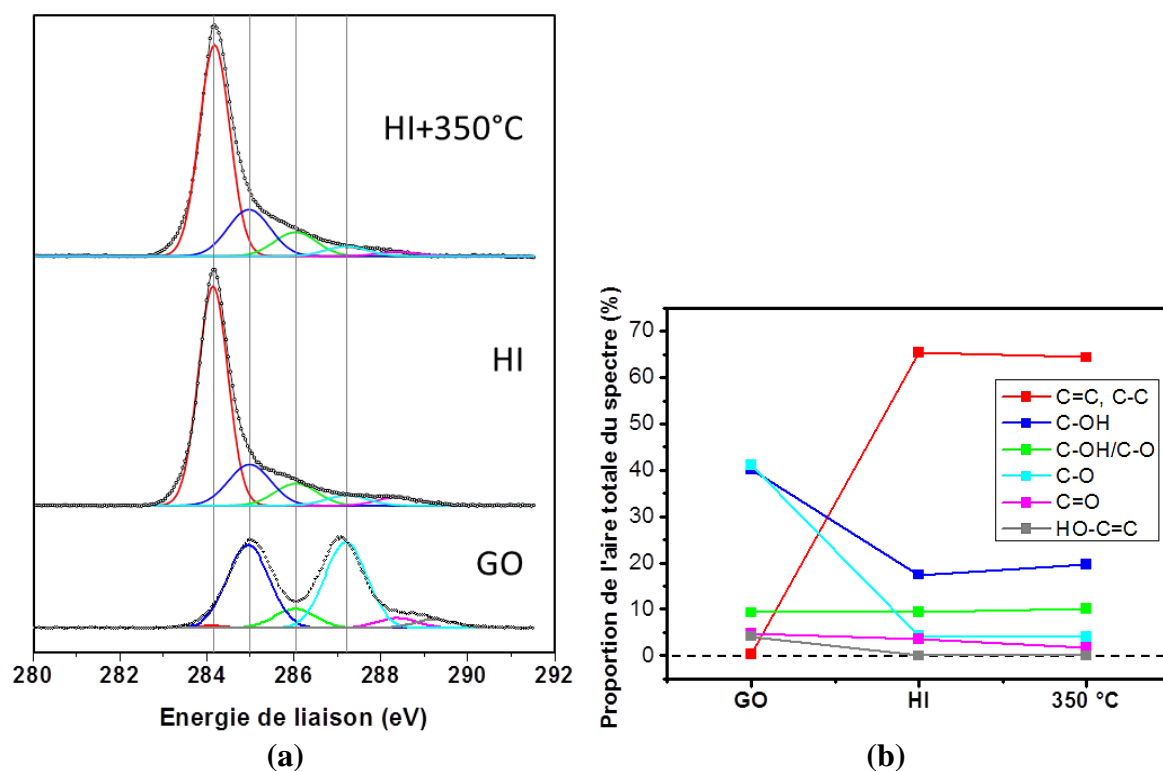 HI+350°C
HI
GO
280 282 284 286 288 290 292
Energie de liaison (eV)
(a)
Proportion de l'aire totale du spectre (%)
70
60
50
40
30
20
10
0
C=C, C-C
C-OH
C-OH/C-O
C-O
C=O
HO-C=C
GO HI 350 °C
(b)